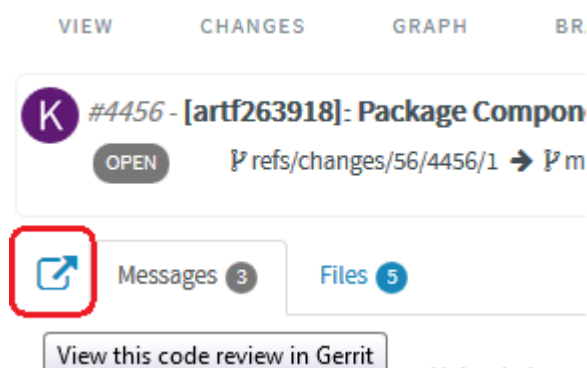 VIEW CHANGES GRAPH
K #4456 - [artf263918]: Package
OPEN refs/changes/56/4456/1
Messages 3 Files 5
View this code review in Gerrit